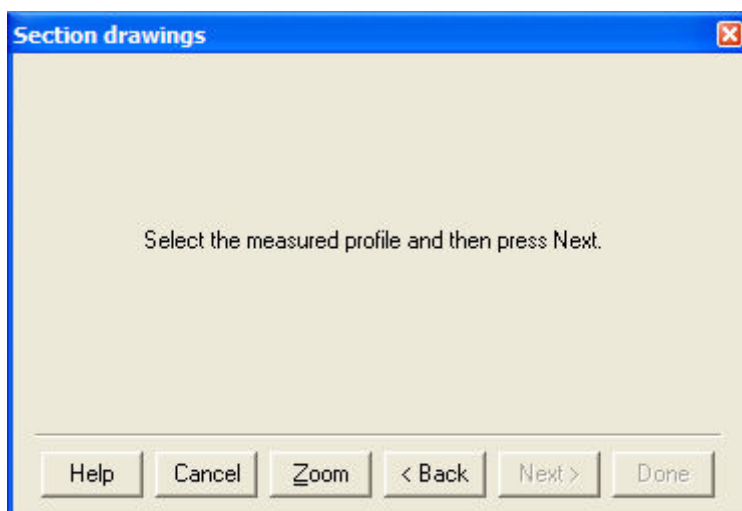 Section drawings
Select the measured profile and then press Next.
Help Cancel Zoom < Back Next > Done